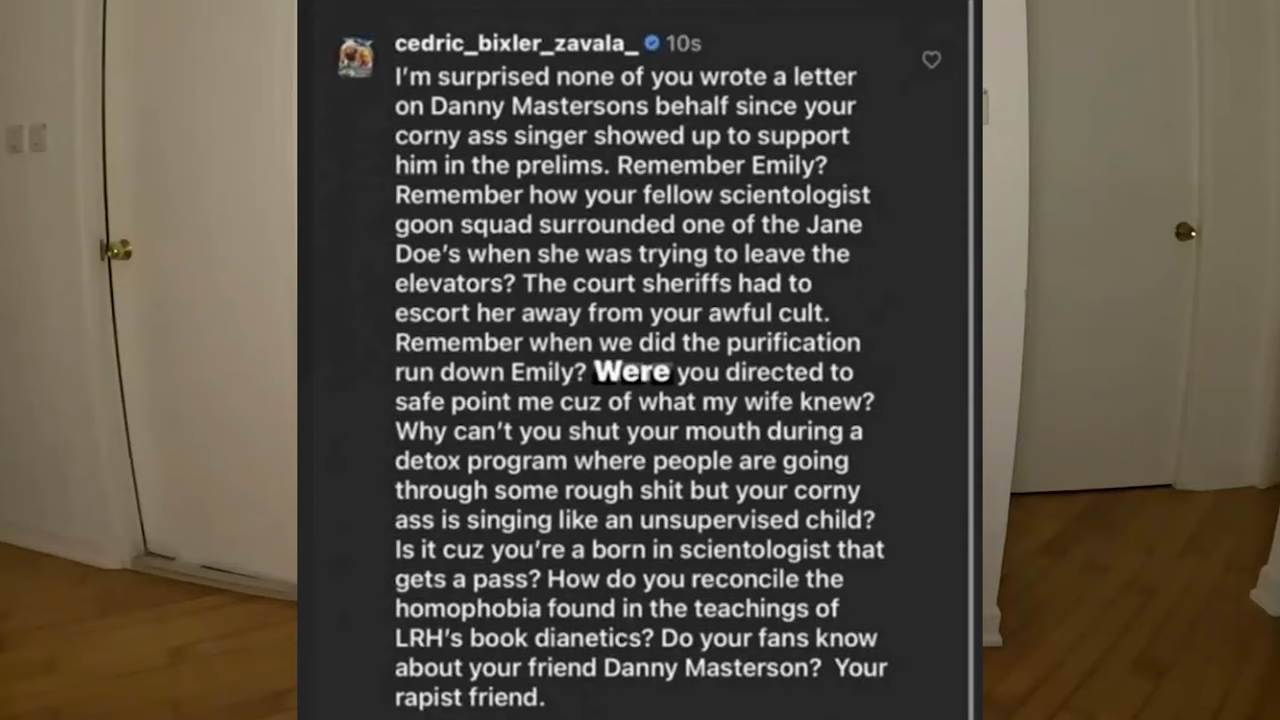 cedric_bixler_zavala_ 10s
I'm surprised none of you wrote a letter
on Danny Mastersons behalf since your
corny ass singer showed up to support
him in the prelims. Remember Emily?
Remember how your fellow scientologist
goon squad surrounded one of the Jane
Doe's when she was trying to leave the
elevators? The court sheriffs had to
escort her away from your awful cult.
Remember when we did the purification
run down Emily? Were you directed to
safe point me cuz of what my wife knew?
Why can't you shut your mouth during a
detox program where people are going
through some rough shit but your corny
ass is singing like an unsupervised child?
Is it cuz you're a born in scientologist that
gets a pass? How do you reconcile the
homophobia found in the teachings of
LRH's book dianetics? Do your fans know
about your friend Danny Masterson? Your
rapist friend.